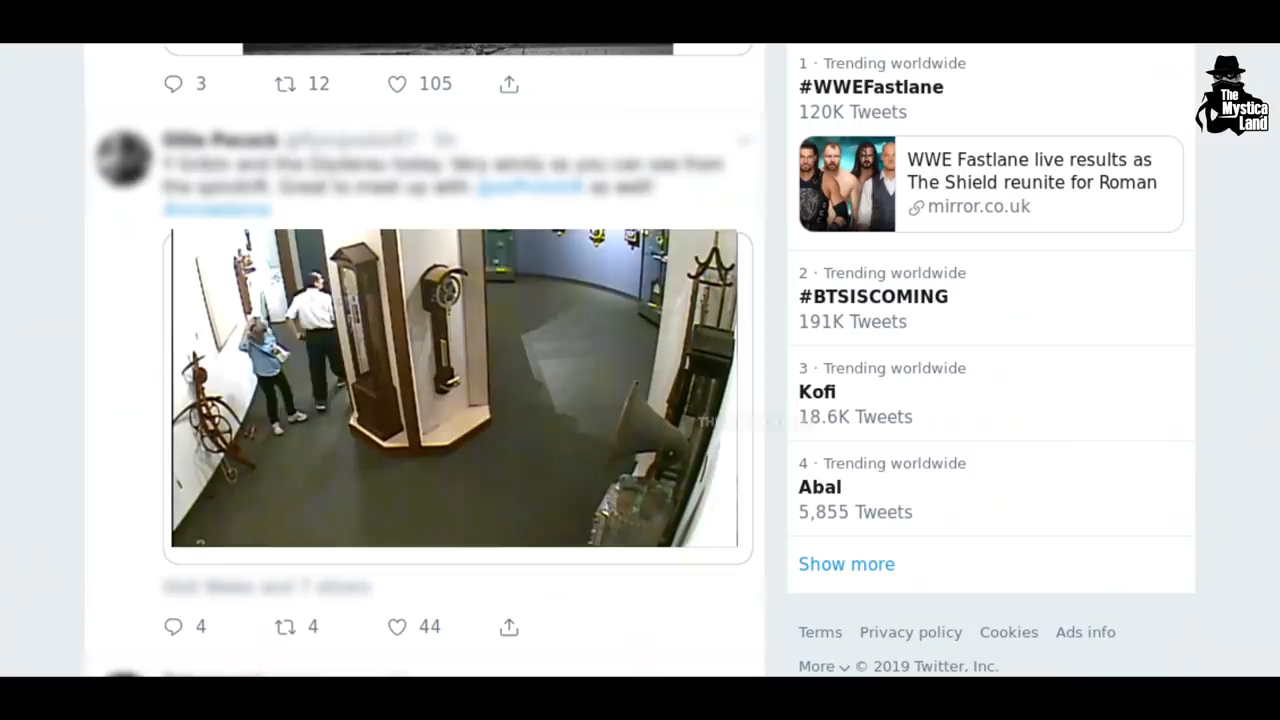 3
12
105
4
4
44
1 · Trending worldwide
#WWEFastlane
120K Tweets
WWE Fastlane live results as
The Shield reunite for Roman
mirror.co.uk
2 · Trending worldwide
#BTSISCOMING
191K Tweets
3 · Trending worldwide
Kofi
18.6K Tweets
4 · Trending worldwide
Abal
5,855 Tweets
Show more
Terms Privacy policy Cookies Ads info
More © 2019 Twitter, Inc.
The
Mystica
Land